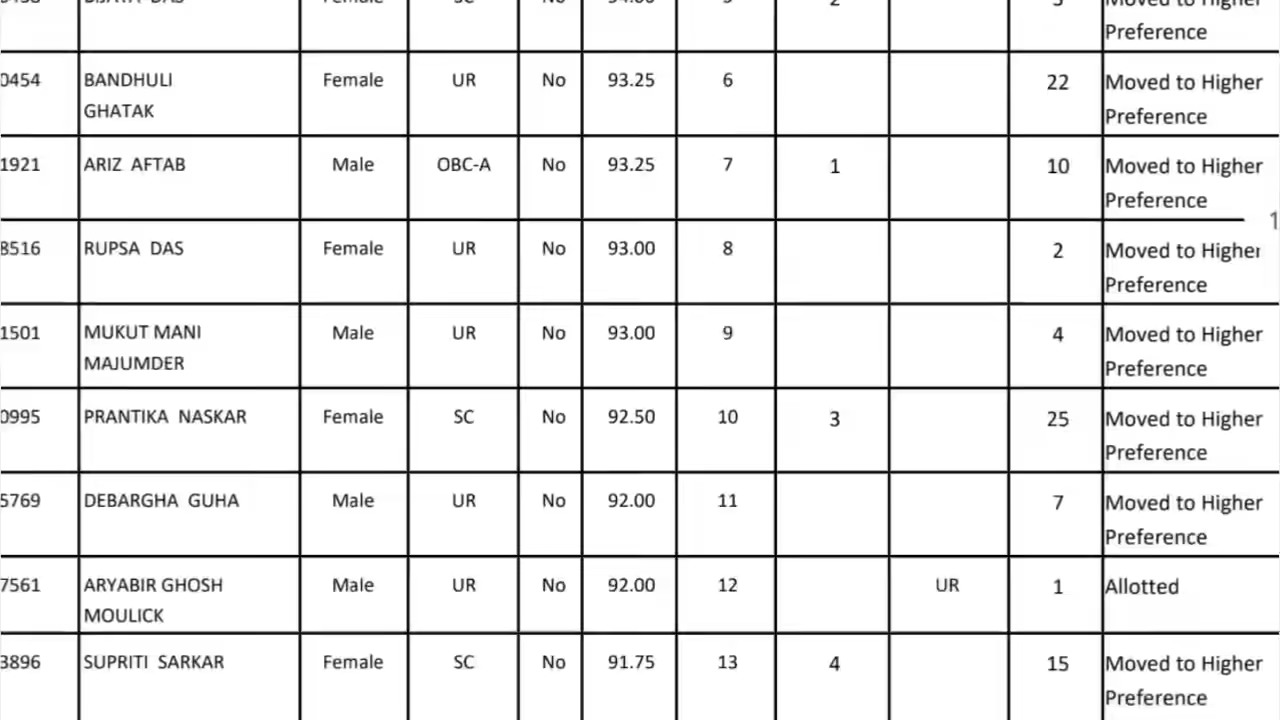 Preference
0454 BANDHULI GHATAK Female UR No 93.25 6 22 Moved to Higher Preference
1921 ARIZ AFTAB Male OBC-A No 93.25 7 1 10 Moved to Higher Preference
1
8516 RUPSA DAS Female UR No 93.00 8 2 Moved to Higher Preference
1501 MUKUT MANI MAJUMDER Male UR No 93.00 9 4 Moved to Higher Preference
0995 PRANTIKA NASKAR Female SC No 92.50 10 3 25 Moved to Higher Preference
5769 DEBARGHA GUHA Male UR No 92.00 11 7 Moved to Higher Preference
7561 ARYABIR GHOSH MOULICK Male UR No 92.00 12 UR 1 Allotted
3896 SUPRITI SARKAR Female SC No 91.75 13 4 15 Moved to Higher Preference